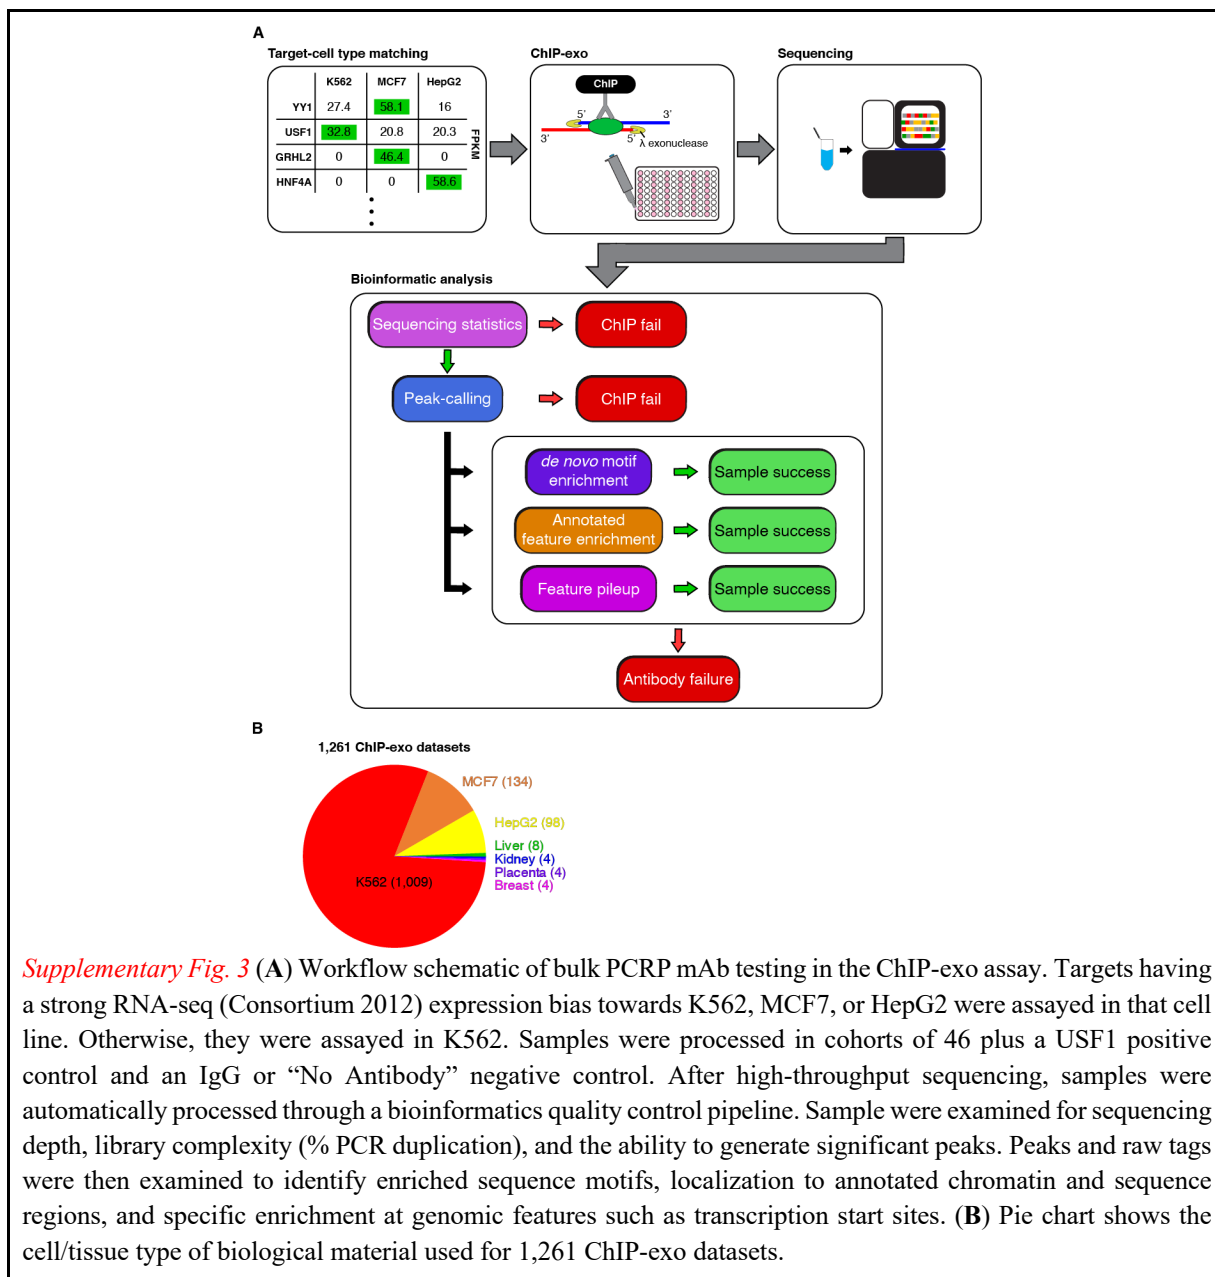 A
Target-cell type matching
K562 MCF7 HepG2
YY1 27.4 58.1 16
USF1 32.8 20.8 20.3
GRHL2 0 46.4 0
HNF4A 0 0 58.6
FPKM
ChIP-exo
ChIP
5' 3'
3' 5'
λ exonuclease
Sequencing
Bioinformatic analysis
Sequencing statistics
ChIP fail
Peak-calling
ChIP fail
de novo motif
enrichment
Sample success
Annotated
feature enrichment
Sample success
Feature pileup
Sample success
Antibody failure
B
1,261 ChIP-exo datasets
MCF7 (134)
HepG2 (98)
Liver (8)
Kidney (4)
Placenta (4)
Breast (4)
K562 (1,009)
Supplementary Fig. 3 (A) Workflow schematic of bulk PCRP mAb testing in the ChIP-exo assay. Targets having
a strong RNA-seq (Consortium 2012) expression bias towards K562, MCF7, or HepG2 were assayed in that cell
line. Otherwise, they were assayed in K562. Samples were processed in cohorts of 46 plus a USF1 positive
control and an IgG or “No Antibody” negative control. After high-throughput sequencing, samples were
automatically processed through a bioinformatics quality control pipeline. Sample were examined for sequencing
depth, library complexity (% PCR duplication), and the ability to generate significant peaks. Peaks and raw tags
were then examined to identify enriched sequence motifs, localization to annotated chromatin and sequence
regions, and specific enrichment at genomic features such as transcription start sites. (B) Pie chart shows the
cell/tissue type of biological material used for 1,261 ChIP-exo datasets.